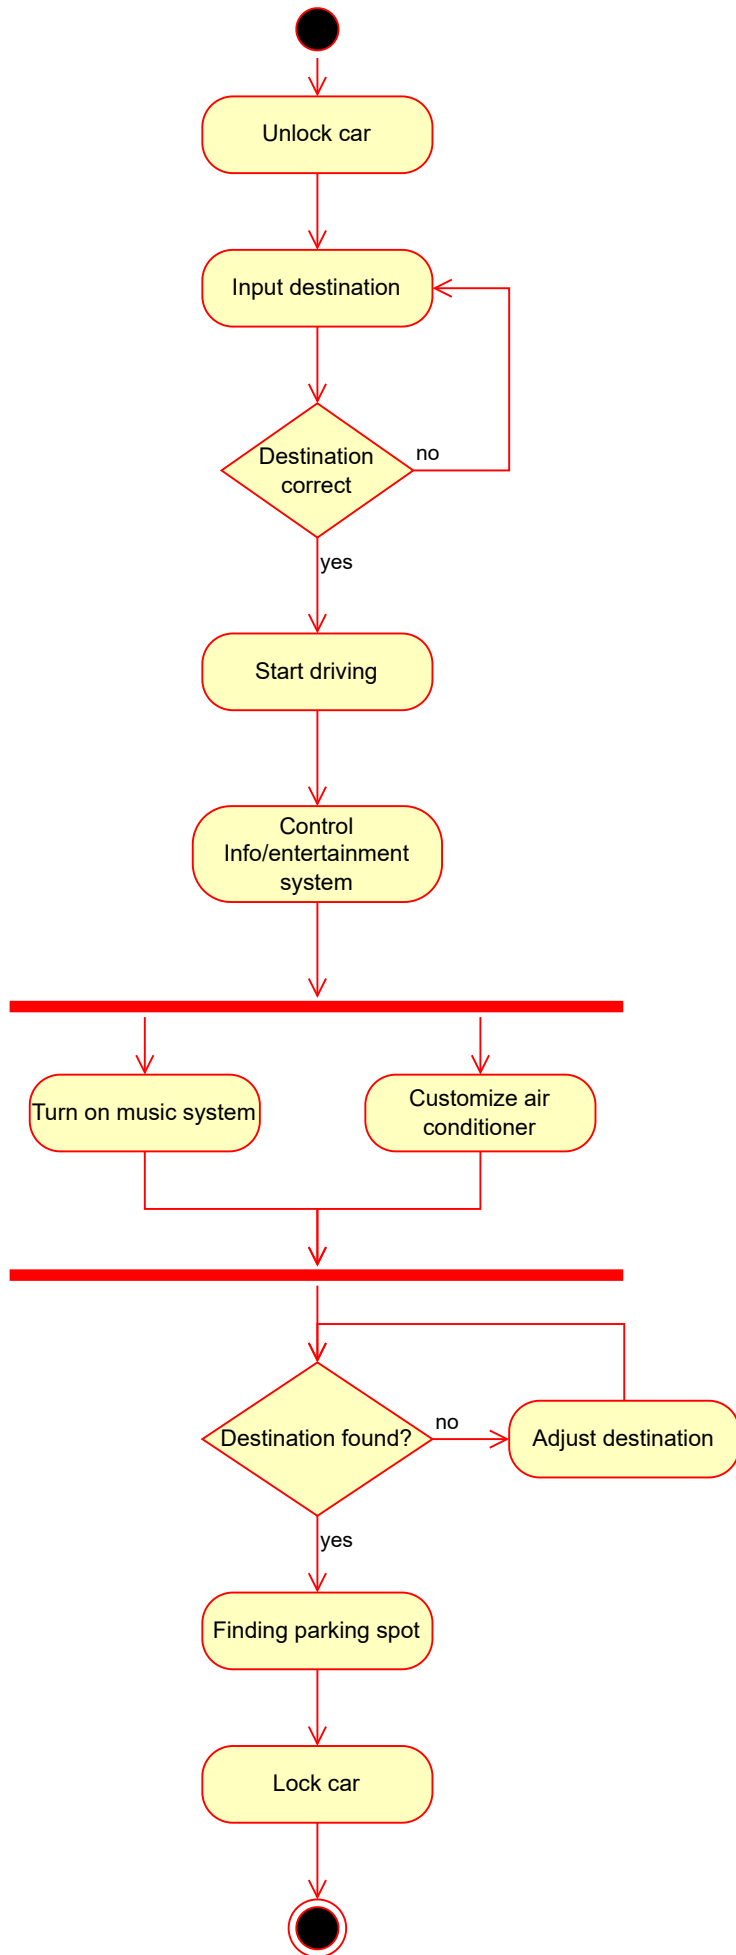 Unlock car
Input destination
Destination
correct
no
yes
Start driving
Control
Info/entertainment
system
Turn on music system
Customize air
conditioner
Destination found?
no
Adjust destination
yes
Finding parking spot
Lock car